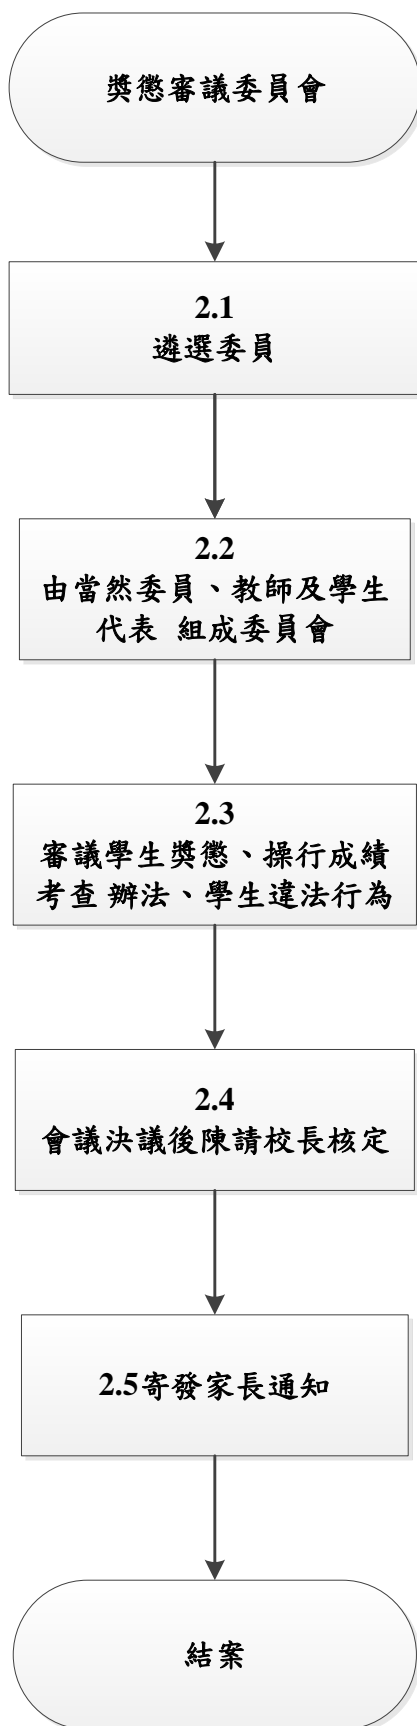 獎懲審議委員會
2.1
遴選委員
2.2
由當然委員、教師及學生
代表 組成委員會
2.3
審議學生獎懲、操行成績
考查 辦法、學生違法行為
2.4
會議決議後陳請校長核定
2.5寄發家長通知
結案